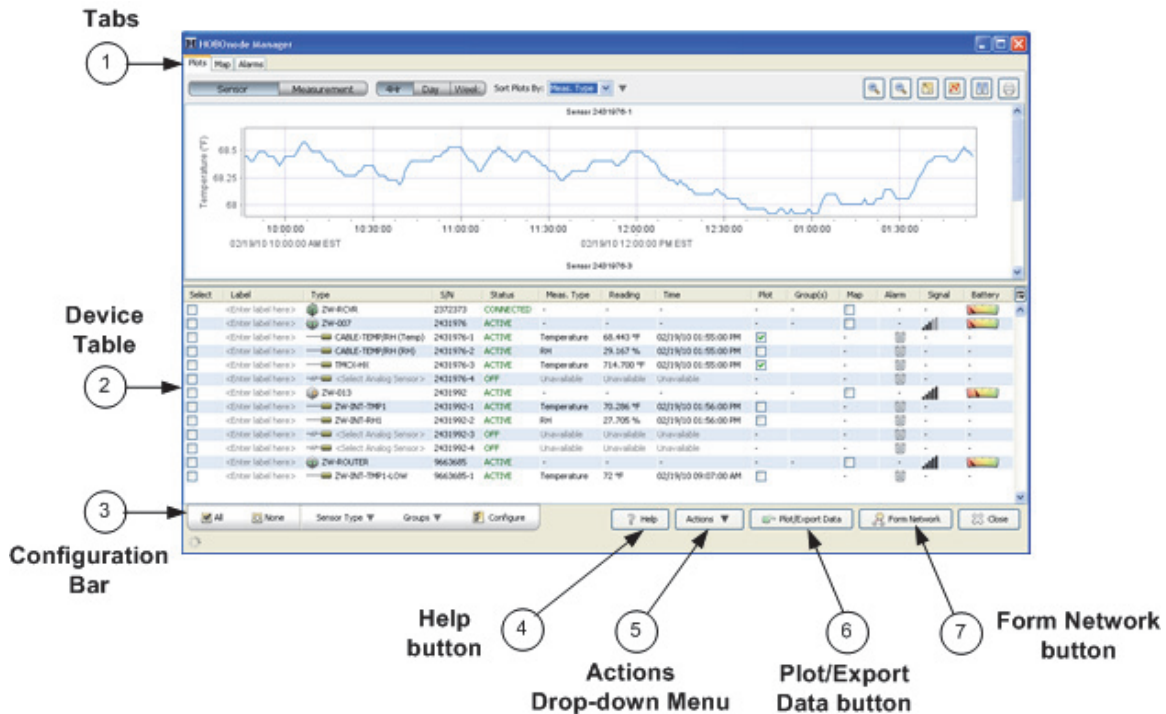 Tabs
1
HOBOnode Manager
Plots Map Alarms
Sensor Measurement 4Hr Day Week Sort Plots By: Meas. Type
Sensor 2431976-1
Temperature (°F)
68.5
68.25
68
10:00:00 10:30:00 11:00:00 11:30:00 12:00:00 12:30:00 01:00:00 01:30:00
02/19/10 10:00:00 AM EST 02/19/10 12:00:00 PM EST
Sensor 2431976-3
Device
Table
2
Select Label Type S/N Status Meas. Type Reading Time Plot Group(s) Map Alarm Signal Battery
<Enter label here> ZW-RCVR 2372373 CONNECTED - - - - - - -
<Enter label here> ZW-007 2431976 ACTIVE - - - - - -
<Enter label here> CABLE-TEMP/RH (Temp) 2431976-1 ACTIVE Temperature 68.443 °F 02/19/10 01:55:00 PM - - - -
<Enter label here> CABLE-TEMP/RH (RH) 2431976-2 ACTIVE RH 29.167 % 02/19/10 01:55:00 PM - - - -
<Enter label here> TMCX-HX 2431976-3 ACTIVE Temperature 714.700 °F 02/19/10 01:55:00 PM - - - -
<Enter label here> <Select Analog Sensor> 2431976-4 OFF Unavailable Unavailable Unavailable - - - - -
<Enter label here> ZW-013 2431992 ACTIVE - - - - - -
<Enter label here> ZW-INT-TMP1 2431992-1 ACTIVE Temperature 70.286 °F 02/19/10 01:56:00 PM - - - -
<Enter label here> ZW-INT-RH1 2431992-2 ACTIVE RH 27.705 % 02/19/10 01:56:00 PM - - - -
<Enter label here> <Select Analog Sensor> 2431992-3 OFF Unavailable Unavailable Unavailable - - - - -
<Enter label here> <Select Analog Sensor> 2431992-4 OFF Unavailable Unavailable Unavailable - - - - -
<Enter label here> ZW-ROUTER 9663685 ACTIVE - - - - - -
<Enter label here> ZW-INT-TMP1-LOW 9663685-1 ACTIVE Temperature 72 °F 02/19/10 09:07:00 AM - - - -
3
Configuration
Bar
All None Sensor Type Groups Configure ? Help Actions Plot/Export Data Form Network Close
Help
button
4
5
Actions
Drop-down Menu
6
Plot/Export
Data button
7
Form Network
button